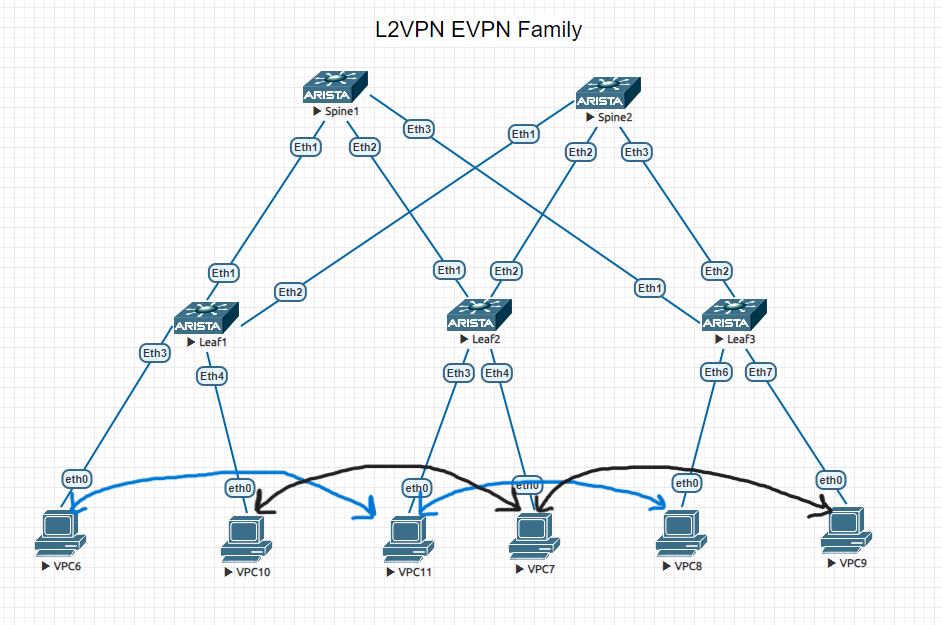 L2VPN EVPN Family
ARISTA
Spine1
ARISTA
Spine2
Eth3
Eth1
Eth1
Eth2
Eth2
Eth3
Eth1
Eth1
Eth2
Eth2
Eth2
Eth1
ARISTA
Leaf1
ARISTA
Leaf2
ARISTA
Leaf3
Eth3
Eth4
Eth3
Eth4
Eth6
Eth7
eth0
eth0
eth0
eth0
eth0
eth0
VPC6
VPC10
VPC11
VPC7
VPC8
VPC9